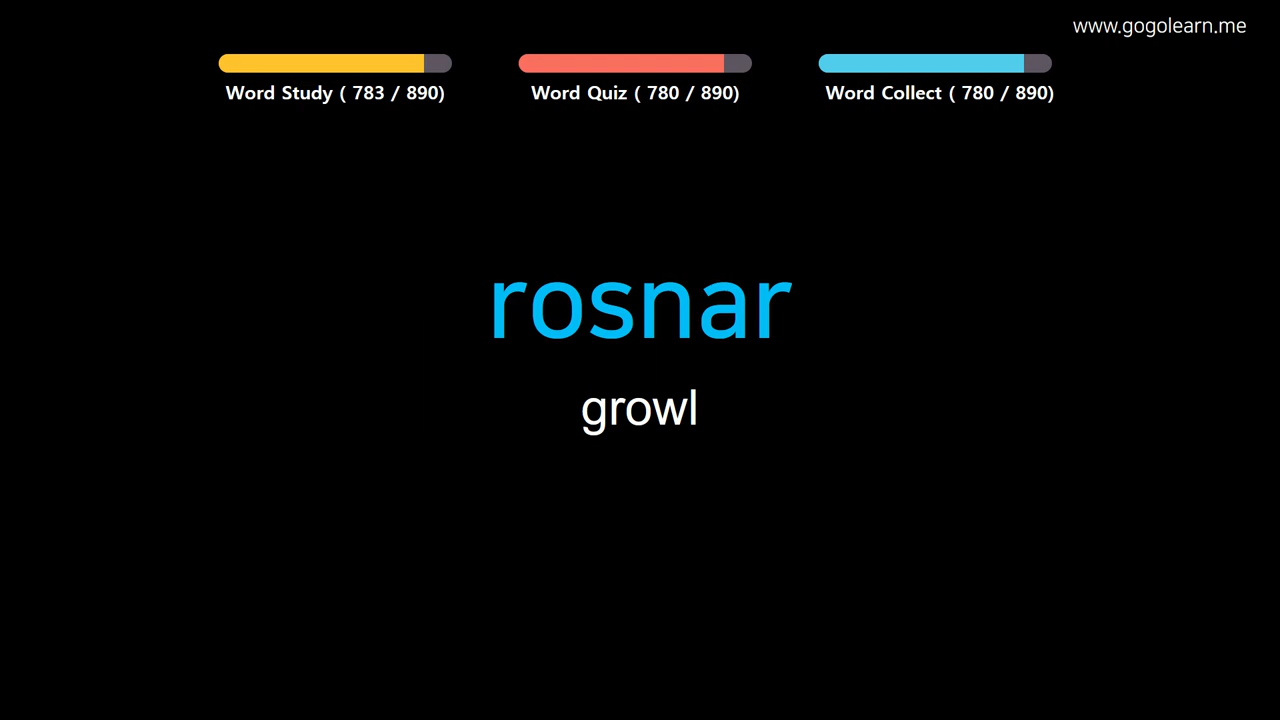 www.gogolearn.me
Word Study ( 783 / 890)
Word Quiz ( 780 / 890)
Word Collect ( 780 / 890)
rosnar
growl